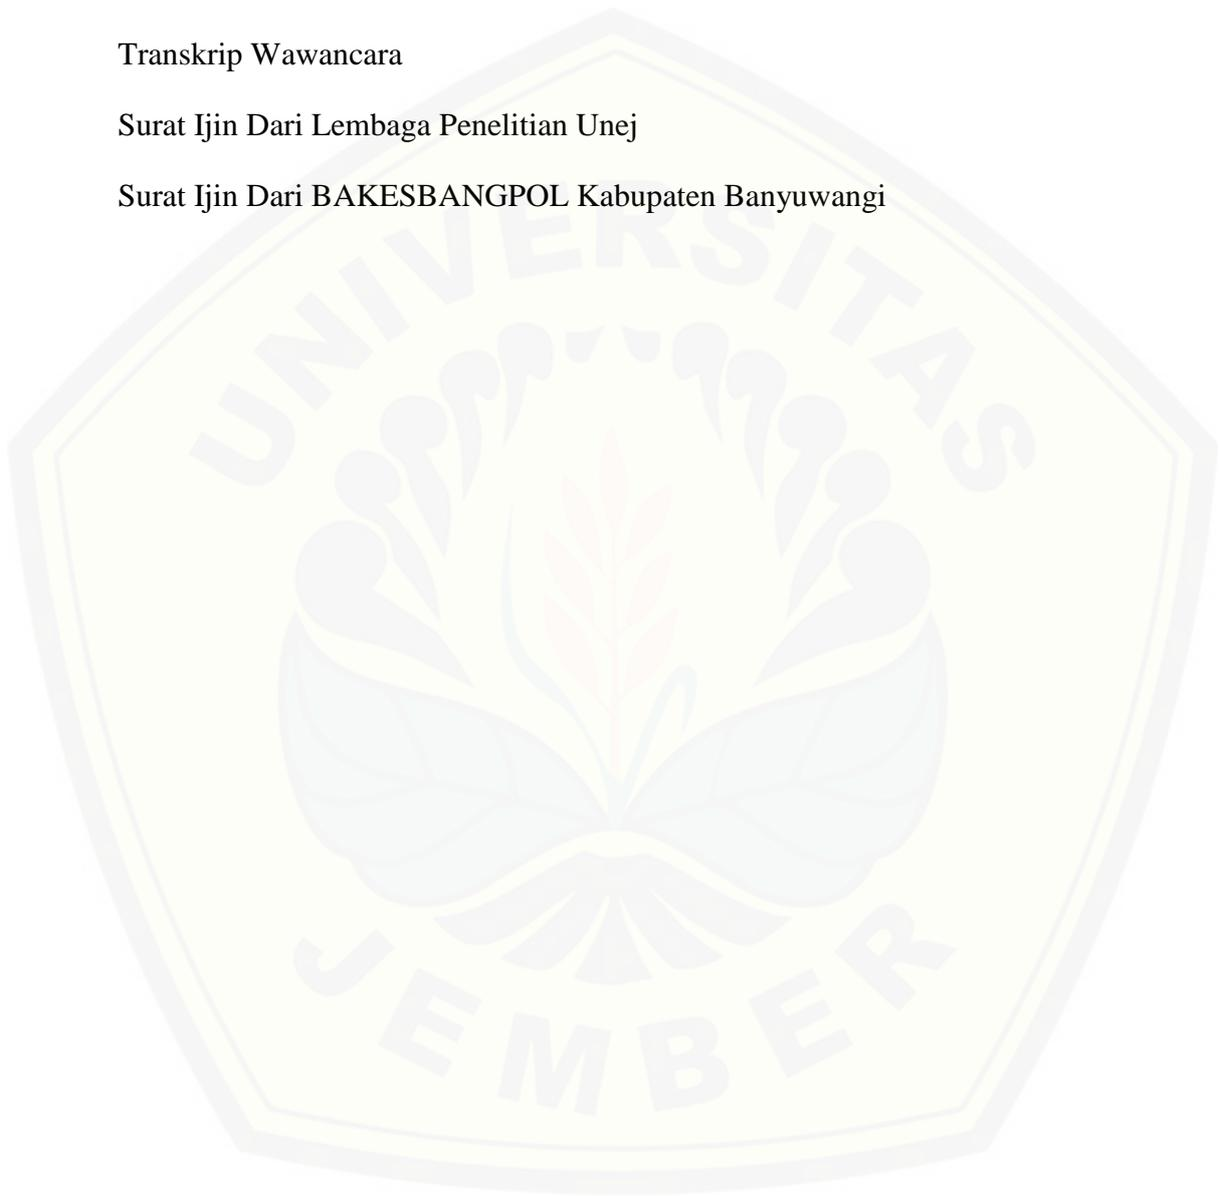 Transkrip Wawancara
Surat Ijin Dari Lembaga Penelitian Unej
Surat Ijin Dari BAKESBANGPOL Kabupaten Banyuwangi
UNIVERSITAS
JEMBER